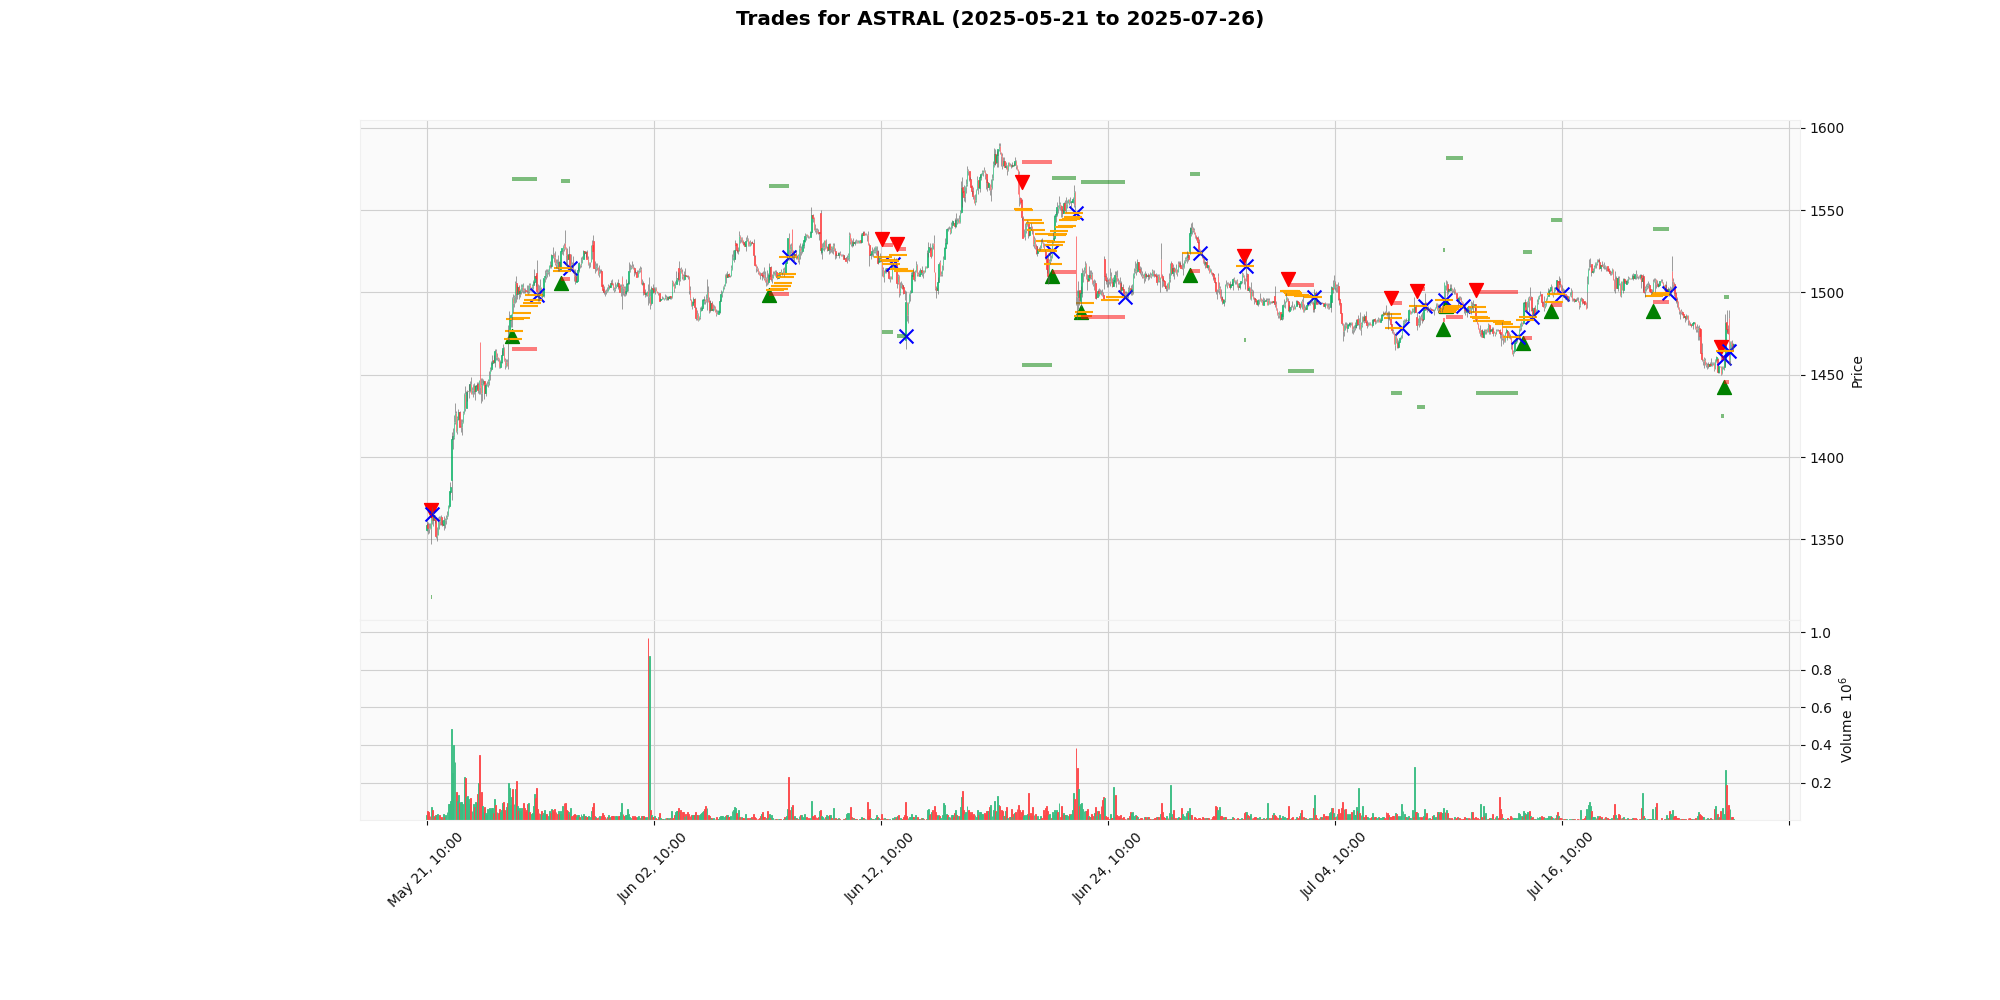 Trades for ASTRAL (2025-05-21 to 2025-07-26)
1600
1550
1500
1450
1400
1350
Price
1.0
0.8
0.6
0.4
0.2
Volume 10^6
May 21, 10:00
Jun 02, 10:00
Jun 12, 10:00
Jun 24, 10:00
Jul 04, 10:00
Jul 16, 10:00